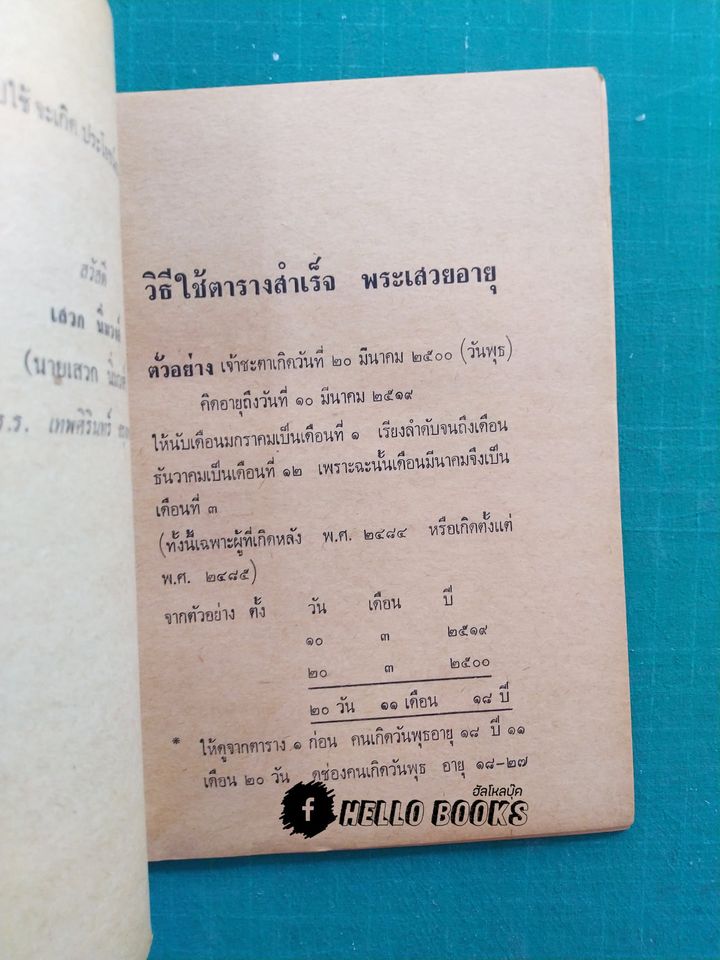 บใช้ จะเกิด
สวัสดี
เสวก
(นายเสวก
ร.ร. เทพศิรินทร์
วิธีใช้ตารางสำเร็จ พระเสวยอายุ
ตัวอย่าง เจ้าชะตาเกิดวันที่ ๒๐ มีนาคม ๒๕๐๐ (วันพุธ)
คิดอายุถึงวันที่ ๑๐ มีนาคม ๒๕๑๙
ให้นับเดือนมกราคมเป็นเดือนที่ ๑ เรียงลำดับจนถึงเดือน
ธันวาคมเป็นเดือนที่ ๑๒ เพราะฉะนั้นเดือนมีนาคมจึงเป็น
เดือนที่ ๓
(ทั้งนี้เฉพาะผู้ที่เกิดหลัง พ.ศ. ๒๔๘๔ หรือเกิดตั้งแต่
พ.ศ. ๒๔๘๕)
จากตัวอย่าง ตั้ง วัน เดือน ปี
๑๐ ๓ ๒๕๑๙
๒๐ ๓ ๒๕๐๐
๒๐ วัน ๑๑ เดือน ๑๘ ปี
* ให้ดูจากตาราง ๑ ก่อน คนเกิดวันพุธอายุ ๑๘ ปี ๑๑
เดือน ๒๐ วัน ดูช่องคนเกิดวันพุธ อายุ ๑๘-๒๗
ฮัลโหลบุ๊ค
f HELLO BOOKS